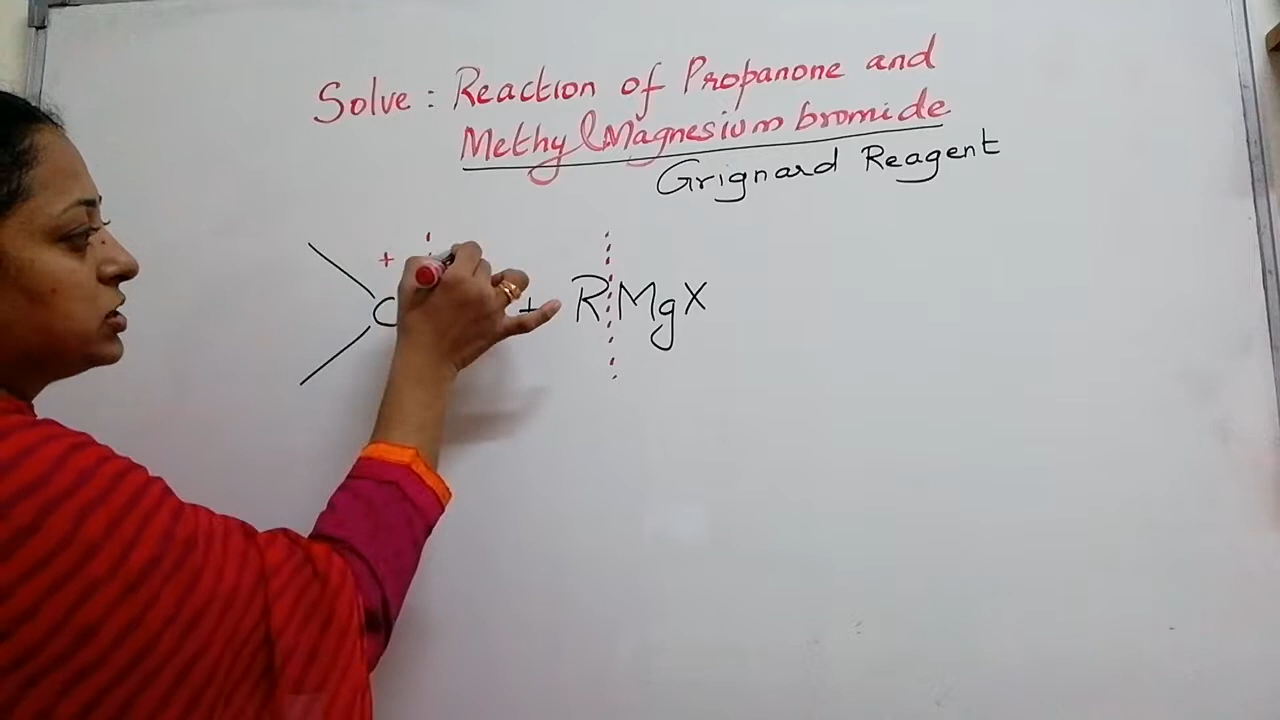 Solve : Reaction of Propanone and
Methyl Magnesium bromide
Grignard Reagent
+
C + RMgX